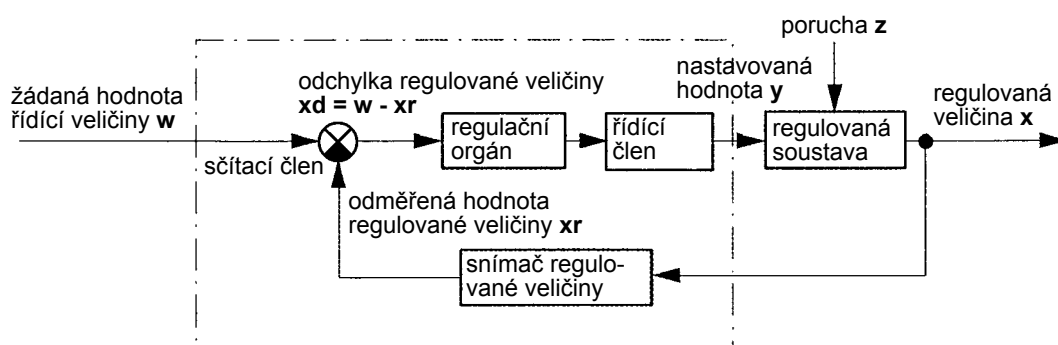 porucha z
žádaná hodnota
řídící veličiny w
odchylka regulované veličiny
xd = w - xr
nastavovaná
hodnota y
regulovaná
veličina x
sčítací člen
regulační
orgán
řídící
člen
regulovaná
soustava
odměřená hodnota
regulované veličiny xr
snímač regulo-
vané veličiny